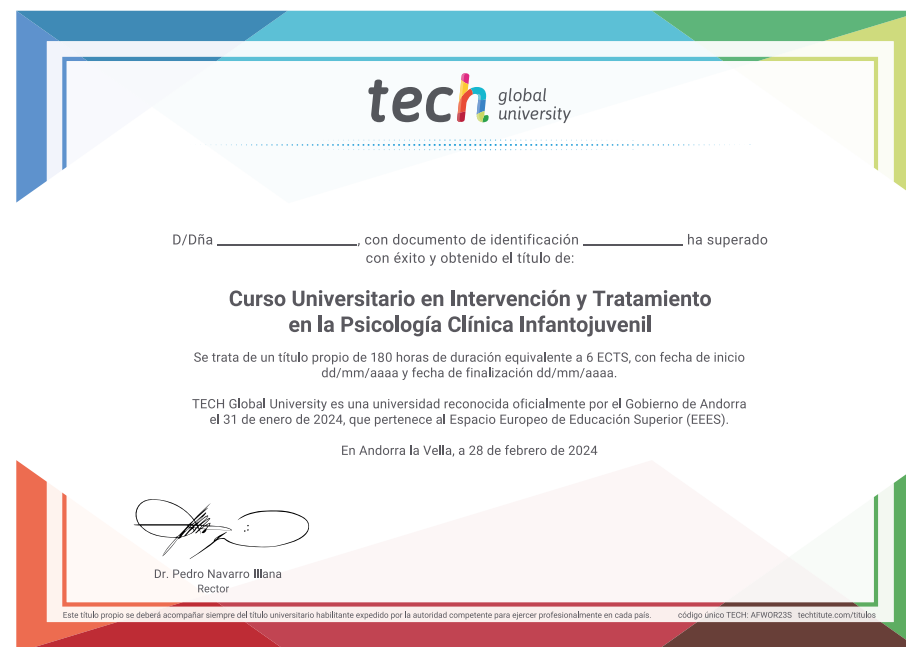 tech global university
D/Dña ____________________, con documento de identificación ______________ ha superado
con éxito y obtenido el título de:
Curso Universitario en Intervención y Tratamiento
en la Psicología Clínica Infantojuvenil
Se trata de un título propio de 180 horas de duración equivalente a 6 ECTS, con fecha de inicio
dd/mm/aaaa y fecha de finalización dd/mm/aaaa.
TECH Global University es una universidad reconocida oficialmente por el Gobierno de Andorra
el 31 de enero de 2024, que pertenece al Espacio Europeo de Educación Superior (EEES).
En Andorra la Vella, a 28 de febrero de 2024
Dr. Pedro Navarro Illana
Rector
Este título propio se deberá acompañar siempre del título universitario habilitante expedido por la autoridad competente para ejercer profesionalmente en cada país. código único TECH: AFWOR23S techtitute.com/titulos